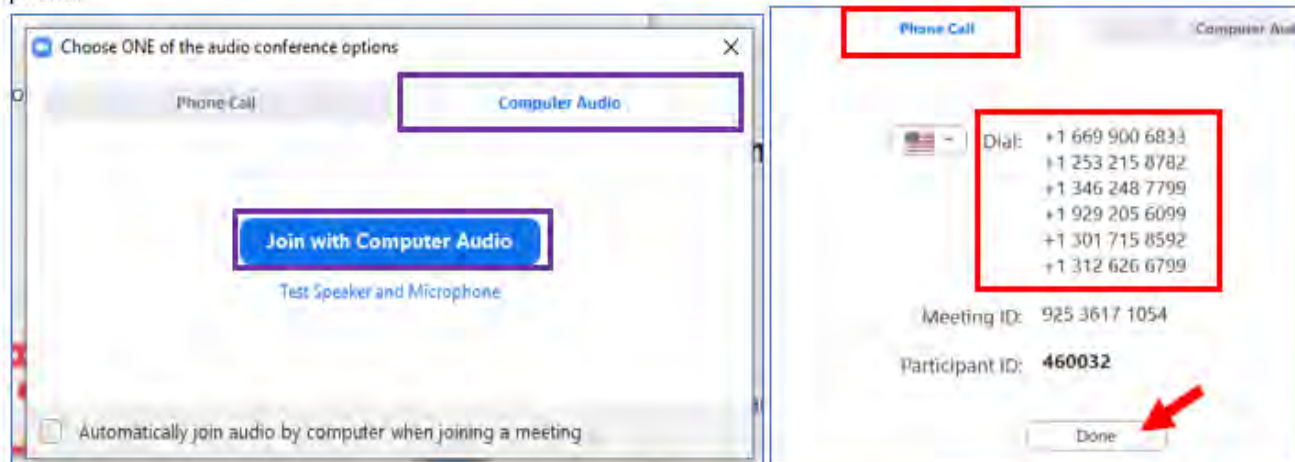 Choose ONE of the audio conference options
Phone Call
Computer Audio
Join with Computer Audio
Test Speaker and Microphone
Automatically join audio by computer when joining a meeting
Phone Call
Computer
Dial:
+1 669 900 6833
+1 253 215 8782
+1 346 248 7799
+1 929 205 6099
+1 301 715 8592
+1 312 626 6799
Meeting ID: 925 3617 1054
Participant ID: 460032
Done